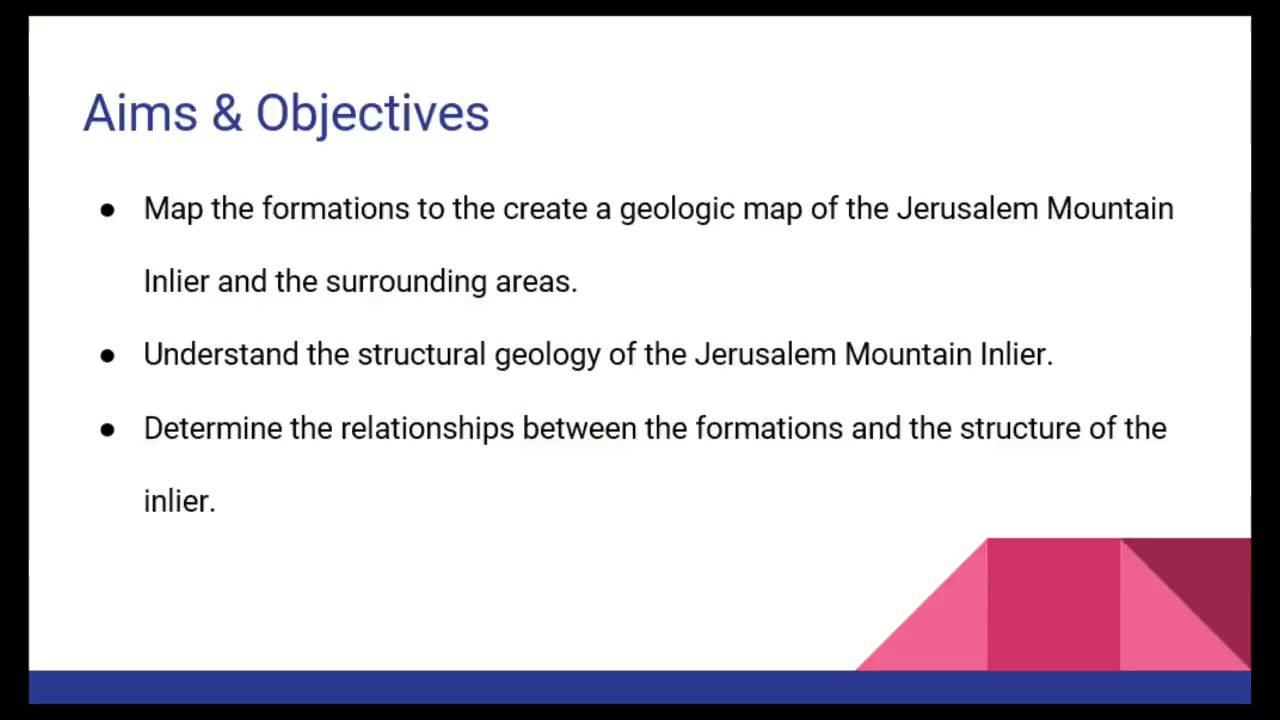 Aims & Objectives
● Map the formations to the create a geologic map of the Jerusalem Mountain
Inlier and the surrounding areas.
● Understand the structural geology of the Jerusalem Mountain Inlier.
● Determine the relationships between the formations and the structure of the
inlier.